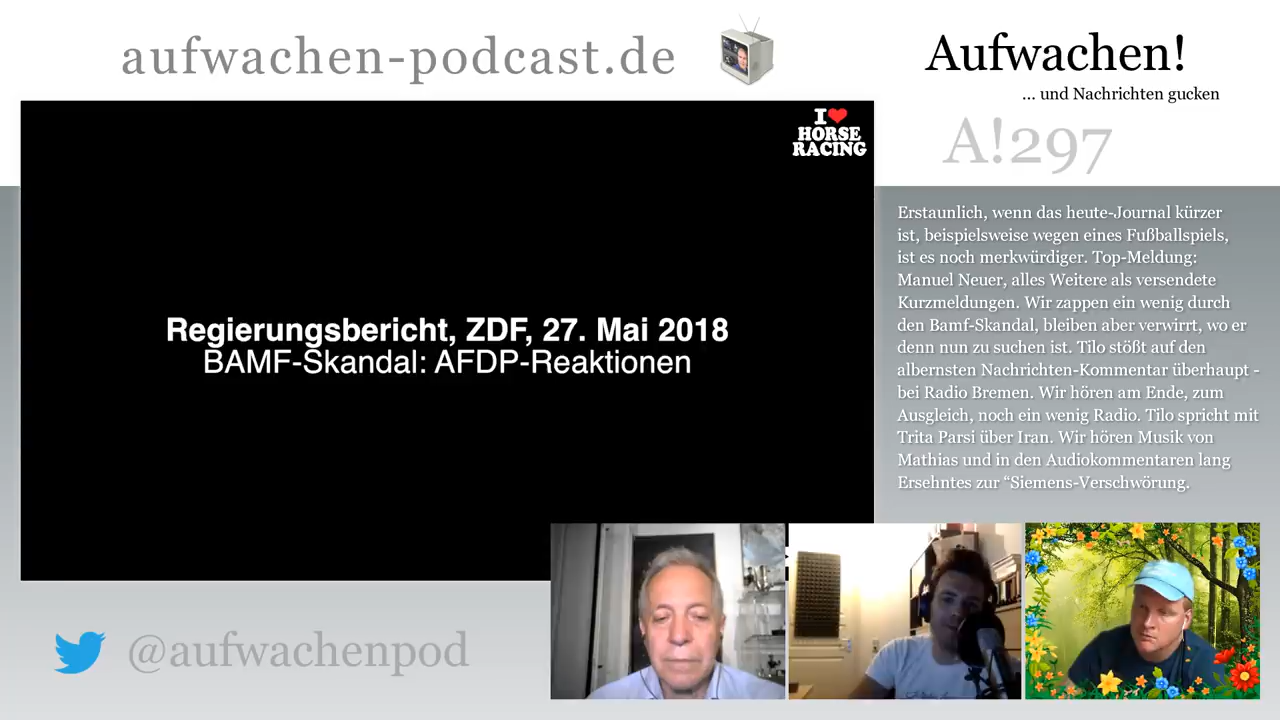 aufwachen-podcast.de
Aufwachen!
... und Nachrichten gucken
A!297
I
HORSE
RACING
Regierungsbericht, ZDF, 27. Mai 2018
BAMF-Skandal: AFDP-Reaktionen
Erstaunlich, wenn das heute-Journal kürzer
ist, beispielsweise wegen eines Fußballspiels,
ist es noch merkwürdiger. Top-Meldung:
Manuel Neuer, alles Weitere als versendete
Kurzmeldungen. Wir zappen ein wenig durch
den Bamf-Skandal, bleiben aber verwirrt, wo er
denn nun zu suchen ist. Tilo stößt auf den
albernsten Nachrichten-Kommentar überhaupt -
bei Radio Bremen. Wir hören am Ende, zum
Ausgleich, noch ein wenig Radio. Tilo spricht mit
Trita Parsi über Iran. Wir hören Musik von
Mathias und in den Audiokommentaren lang
Ersehntes zur “Siemens-Verschwörung.
@aufwachenpod